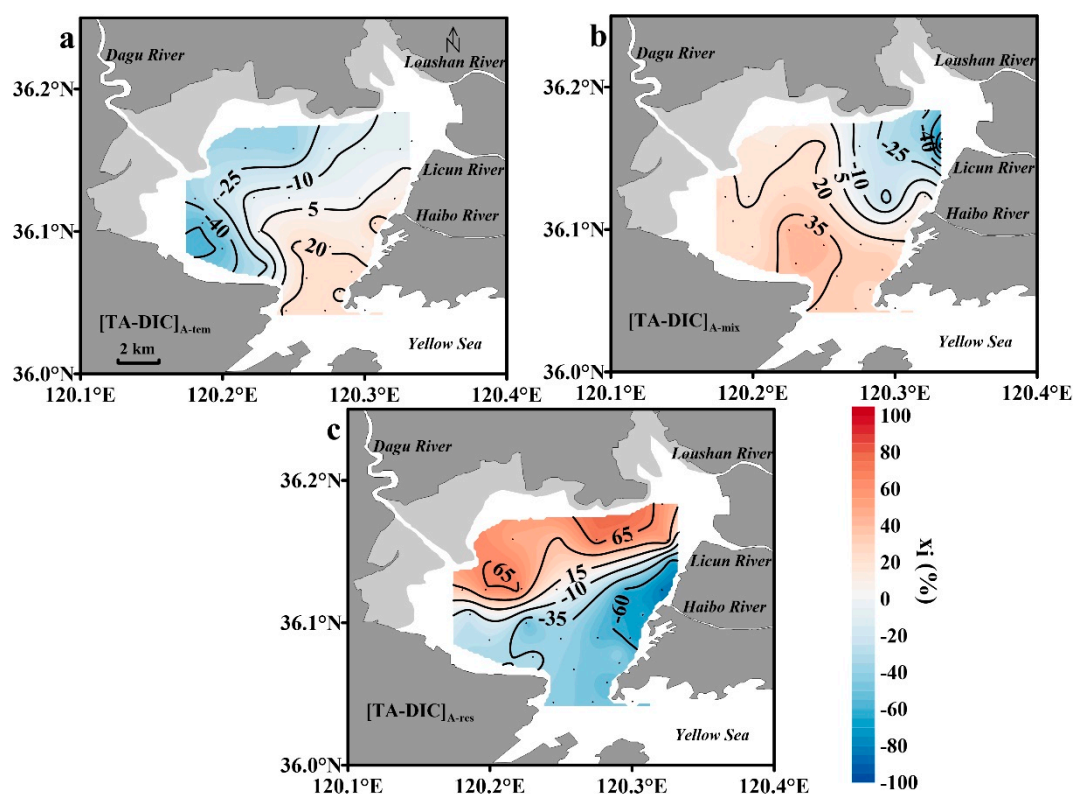 a
Dagu River
N
Loushan River
36.2°N
-25
-10
Licun River
5
Haibo River
36.1°N
-40
20
[TA-DIC]A-tem
2 km
Yellow Sea
36.0°N
120.1°E 120.2°E 120.3°E 120.4°E
b
Dagu River
Loushan River
36.2°N
-40
-25
-10
5
20
Licun River
Haibo River
36.1°N
35
[TA-DIC]A-mix
Yellow Sea
36.0°N
120.1°E 120.2°E 120.3°E 120.4°E
c
Dagu River
Loushan River
36.2°N
65
65
15
-10
-35
-60
Licun River
Haibo River
36.1°N
[TA-DIC]A-res
Yellow Sea
36.0°N
120.1°E 120.2°E 120.3°E 120.4°E
100
80
60
40
20
0
-20
-40
-60
-80
-100
xi (%)